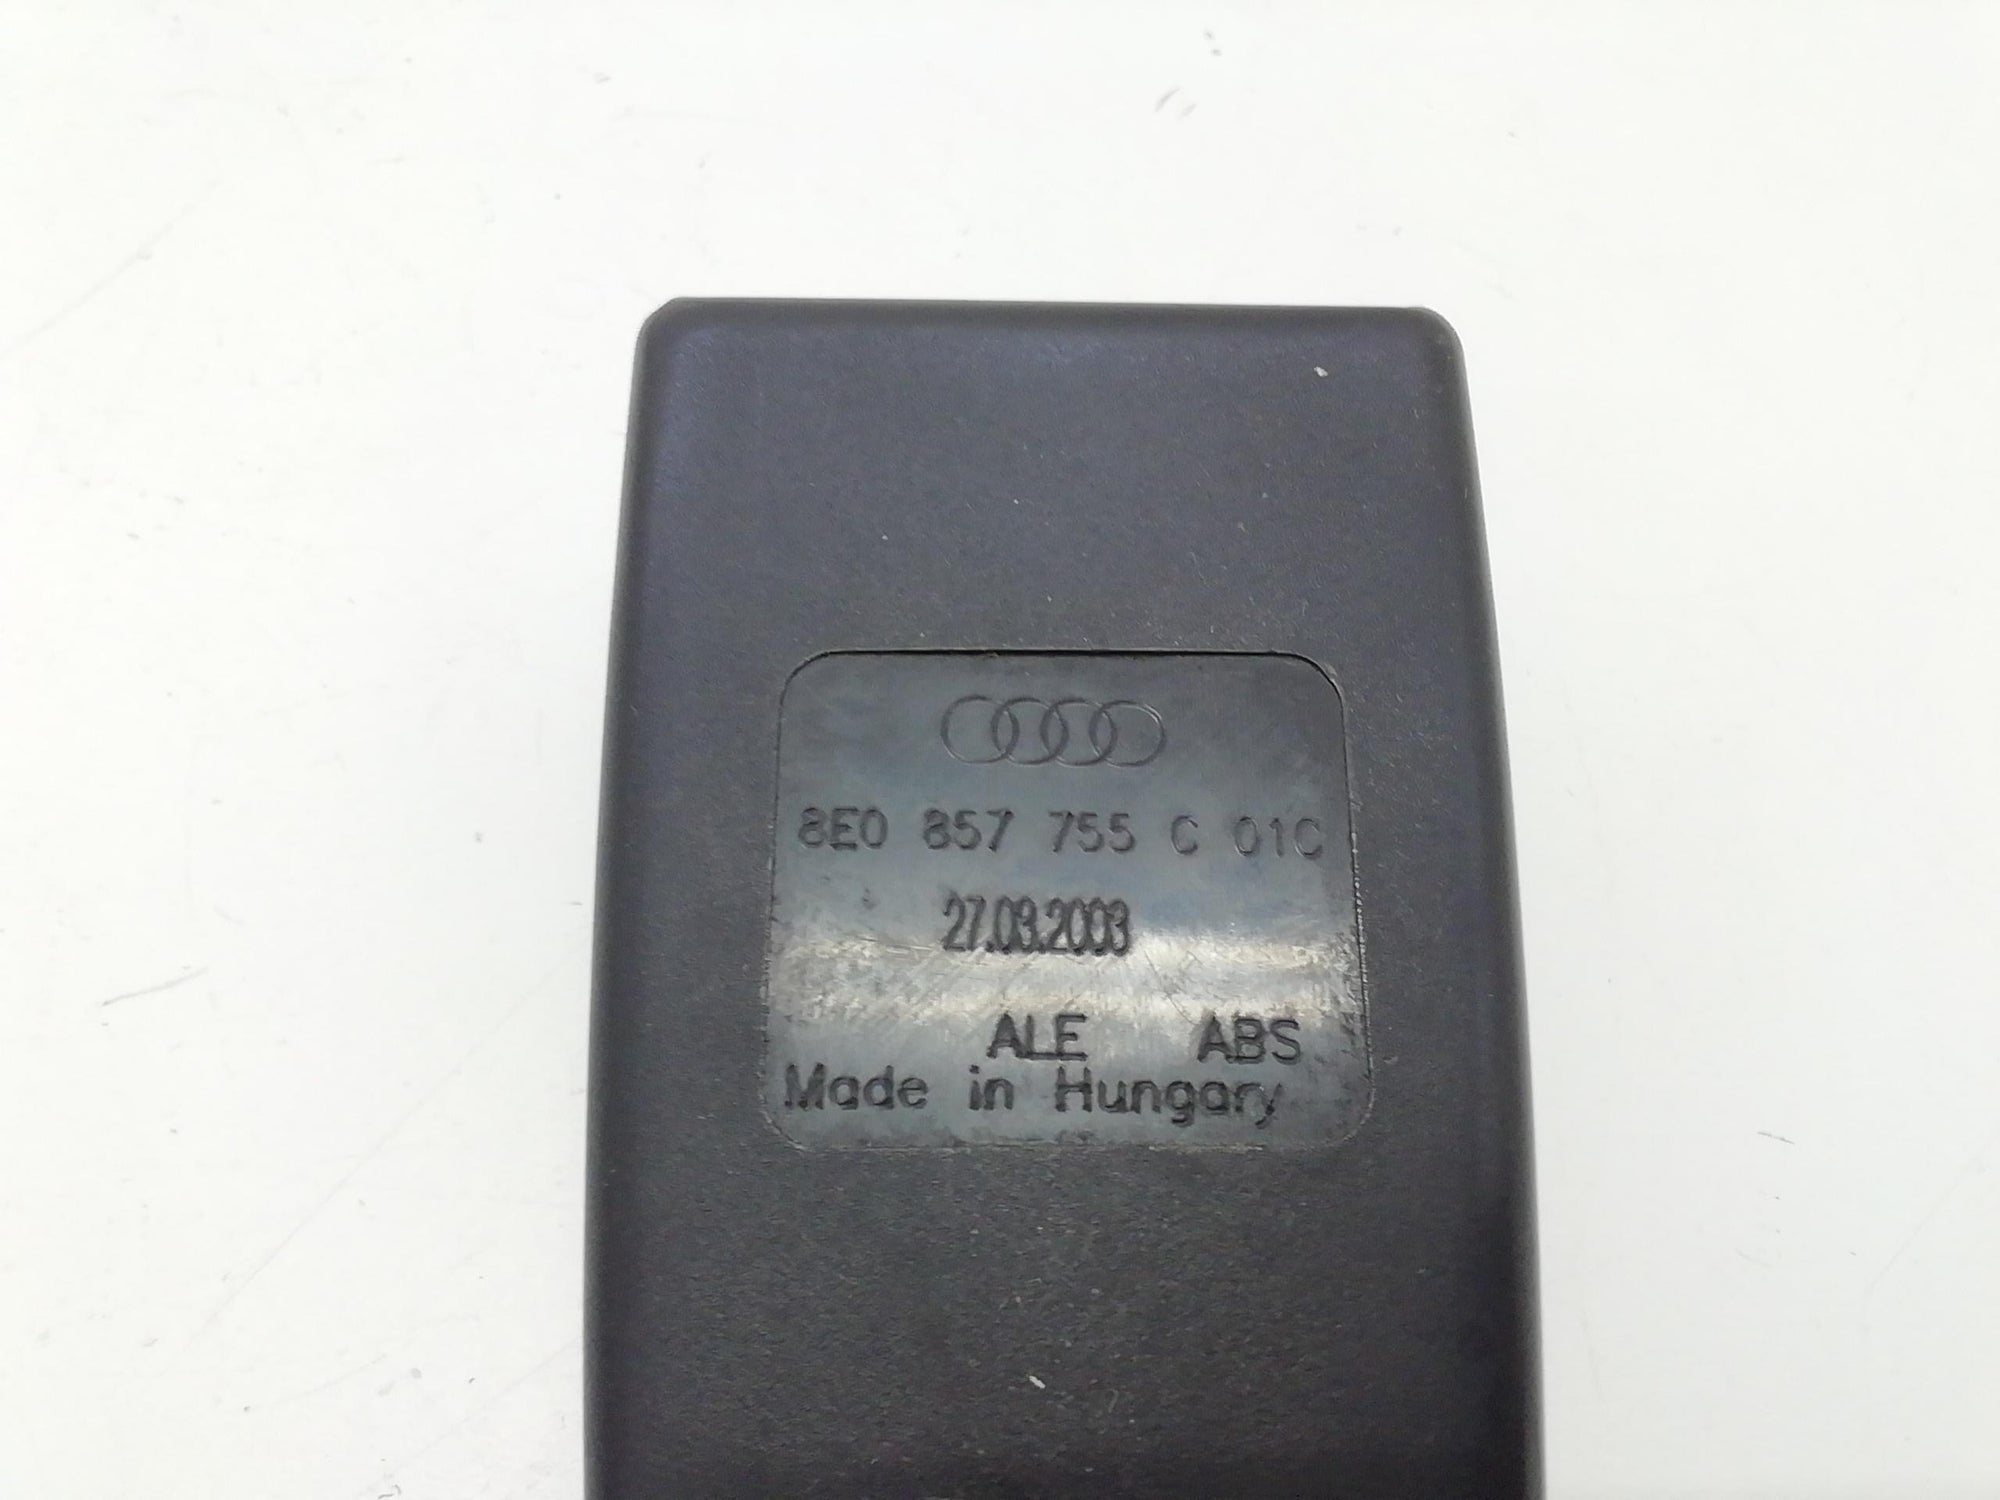 8E0 857 755 C 01C
27.03.2003
ALE ABS
Made in Hungary